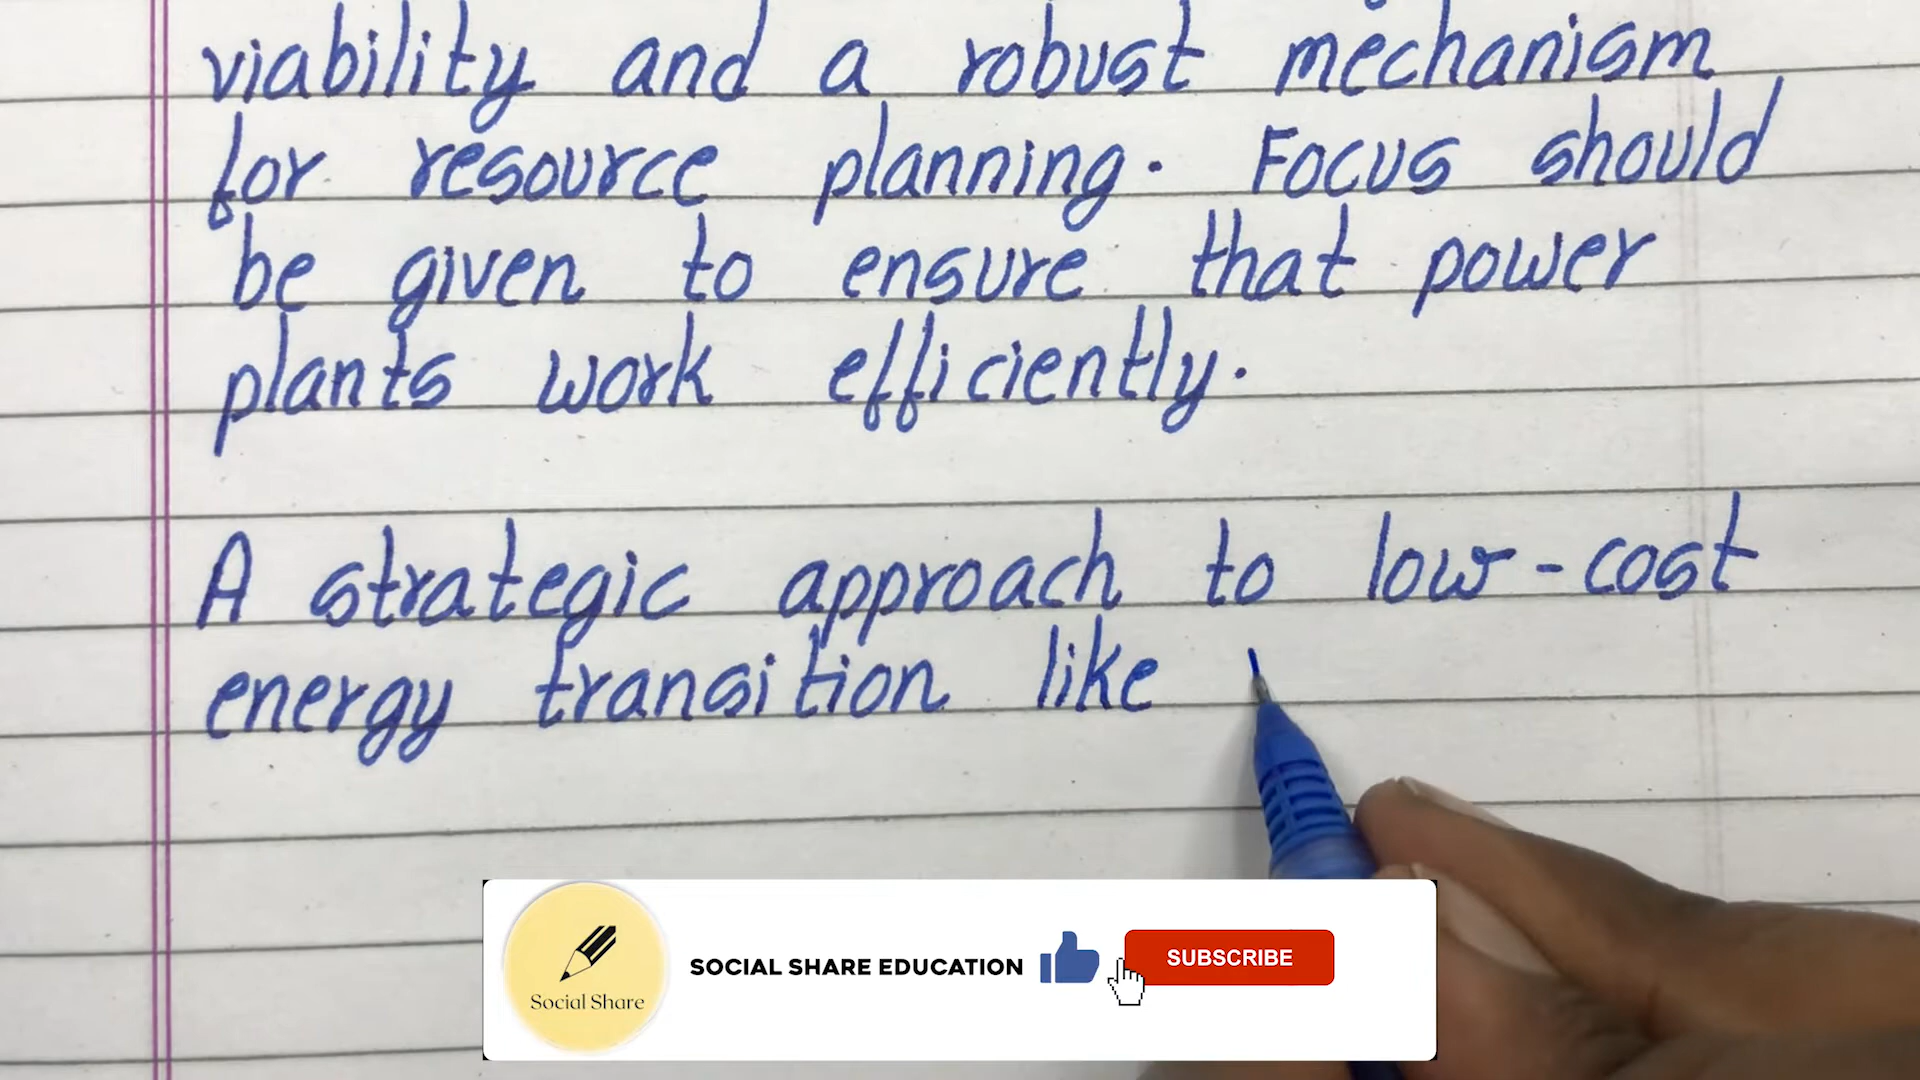 viability and a robust mechanism
for resource planning. Focus should
be given to ensure that power
plants work efficiently.
A strategic approach to low-cost
energy transition like
SOCIAL SHARE EDUCATION
SUBSCRIBE
Social Share